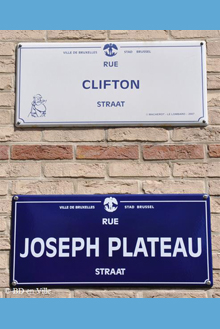 VILLE DE BRUXELLES STAD BRUSSEL
RUE
CLIFTON
STRAAT
VILLE DE BRUXELLES STAD BRUSSEL
RUE
JOSEPH PLATEAU
STRAAT
© BD en Ville